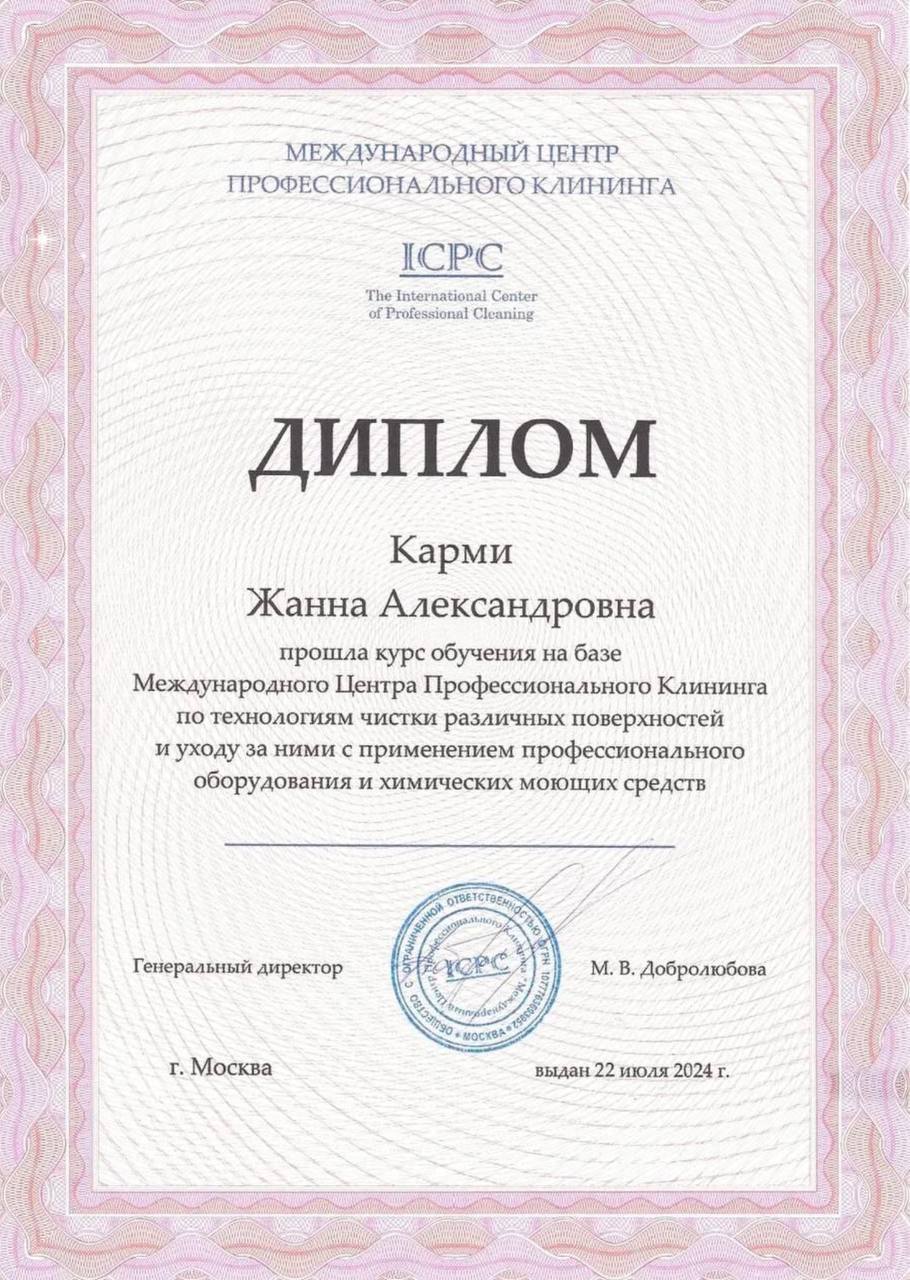 МЕЖДУНАРОДНЫЙ ЦЕНТР
ПРОФЕССИОНАЛЬНОГО КЛИНИНГА
ICPC
The International Center
of Professional Cleaning
ДИПЛОМ
Карми
Жанна Александровна
прошла курс обучения на базе
Международного Центра Профессионального Клининга
по технологиям чистки различных поверхностей
и уходу за ними с применением профессионального
оборудования и химических моющих средств
ОБЩЕСТВО С ОГРАНИЧЕННОЙ ОТВЕТСТВЕННОСТЬЮ ОГРН
МОСКВА
"Международный Центр Профессионального Клининга"
ICPC
Генеральный директор
М. В. Добролюбова
г. Москва
выдан 22 июля 2024 г.